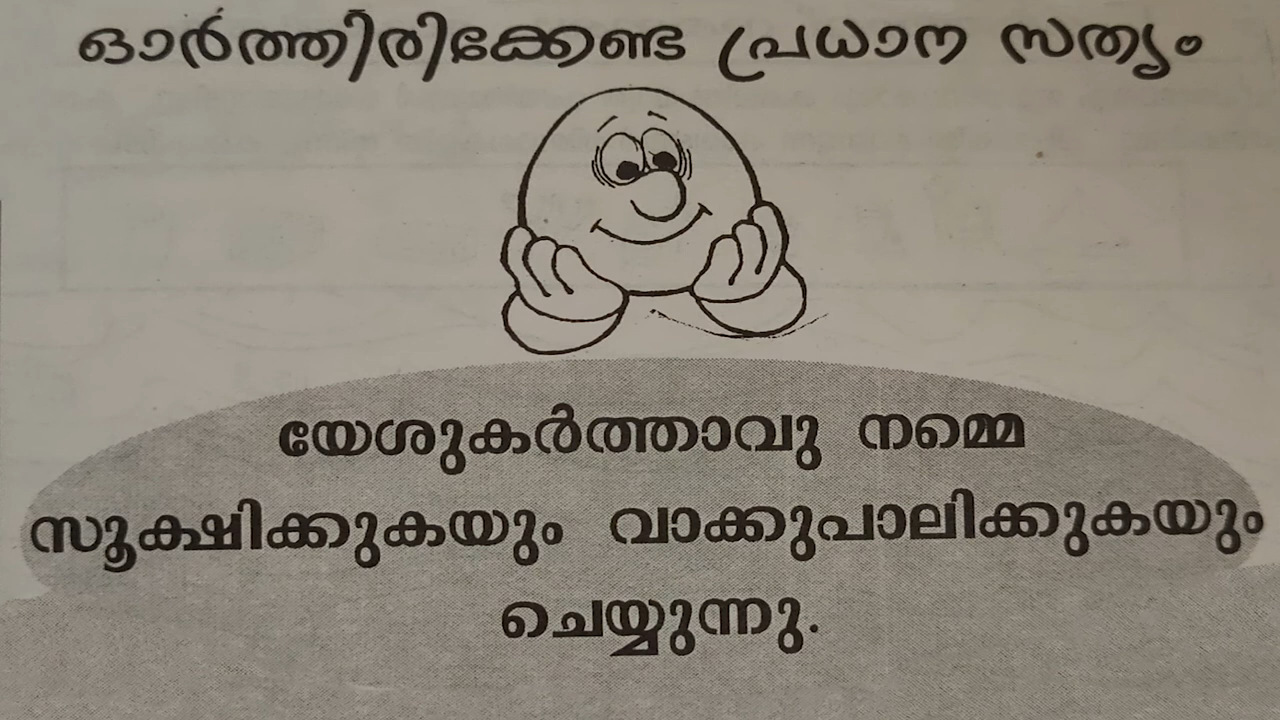 ഓർത്തിരിക്കേണ്ട പ്രധാന സത്യം
യേശുകർത്താവു നമ്മെ
സൂക്ഷിക്കുകയും വാക്കുപാലിക്കുകയും
ചെയ്യുന്നു.